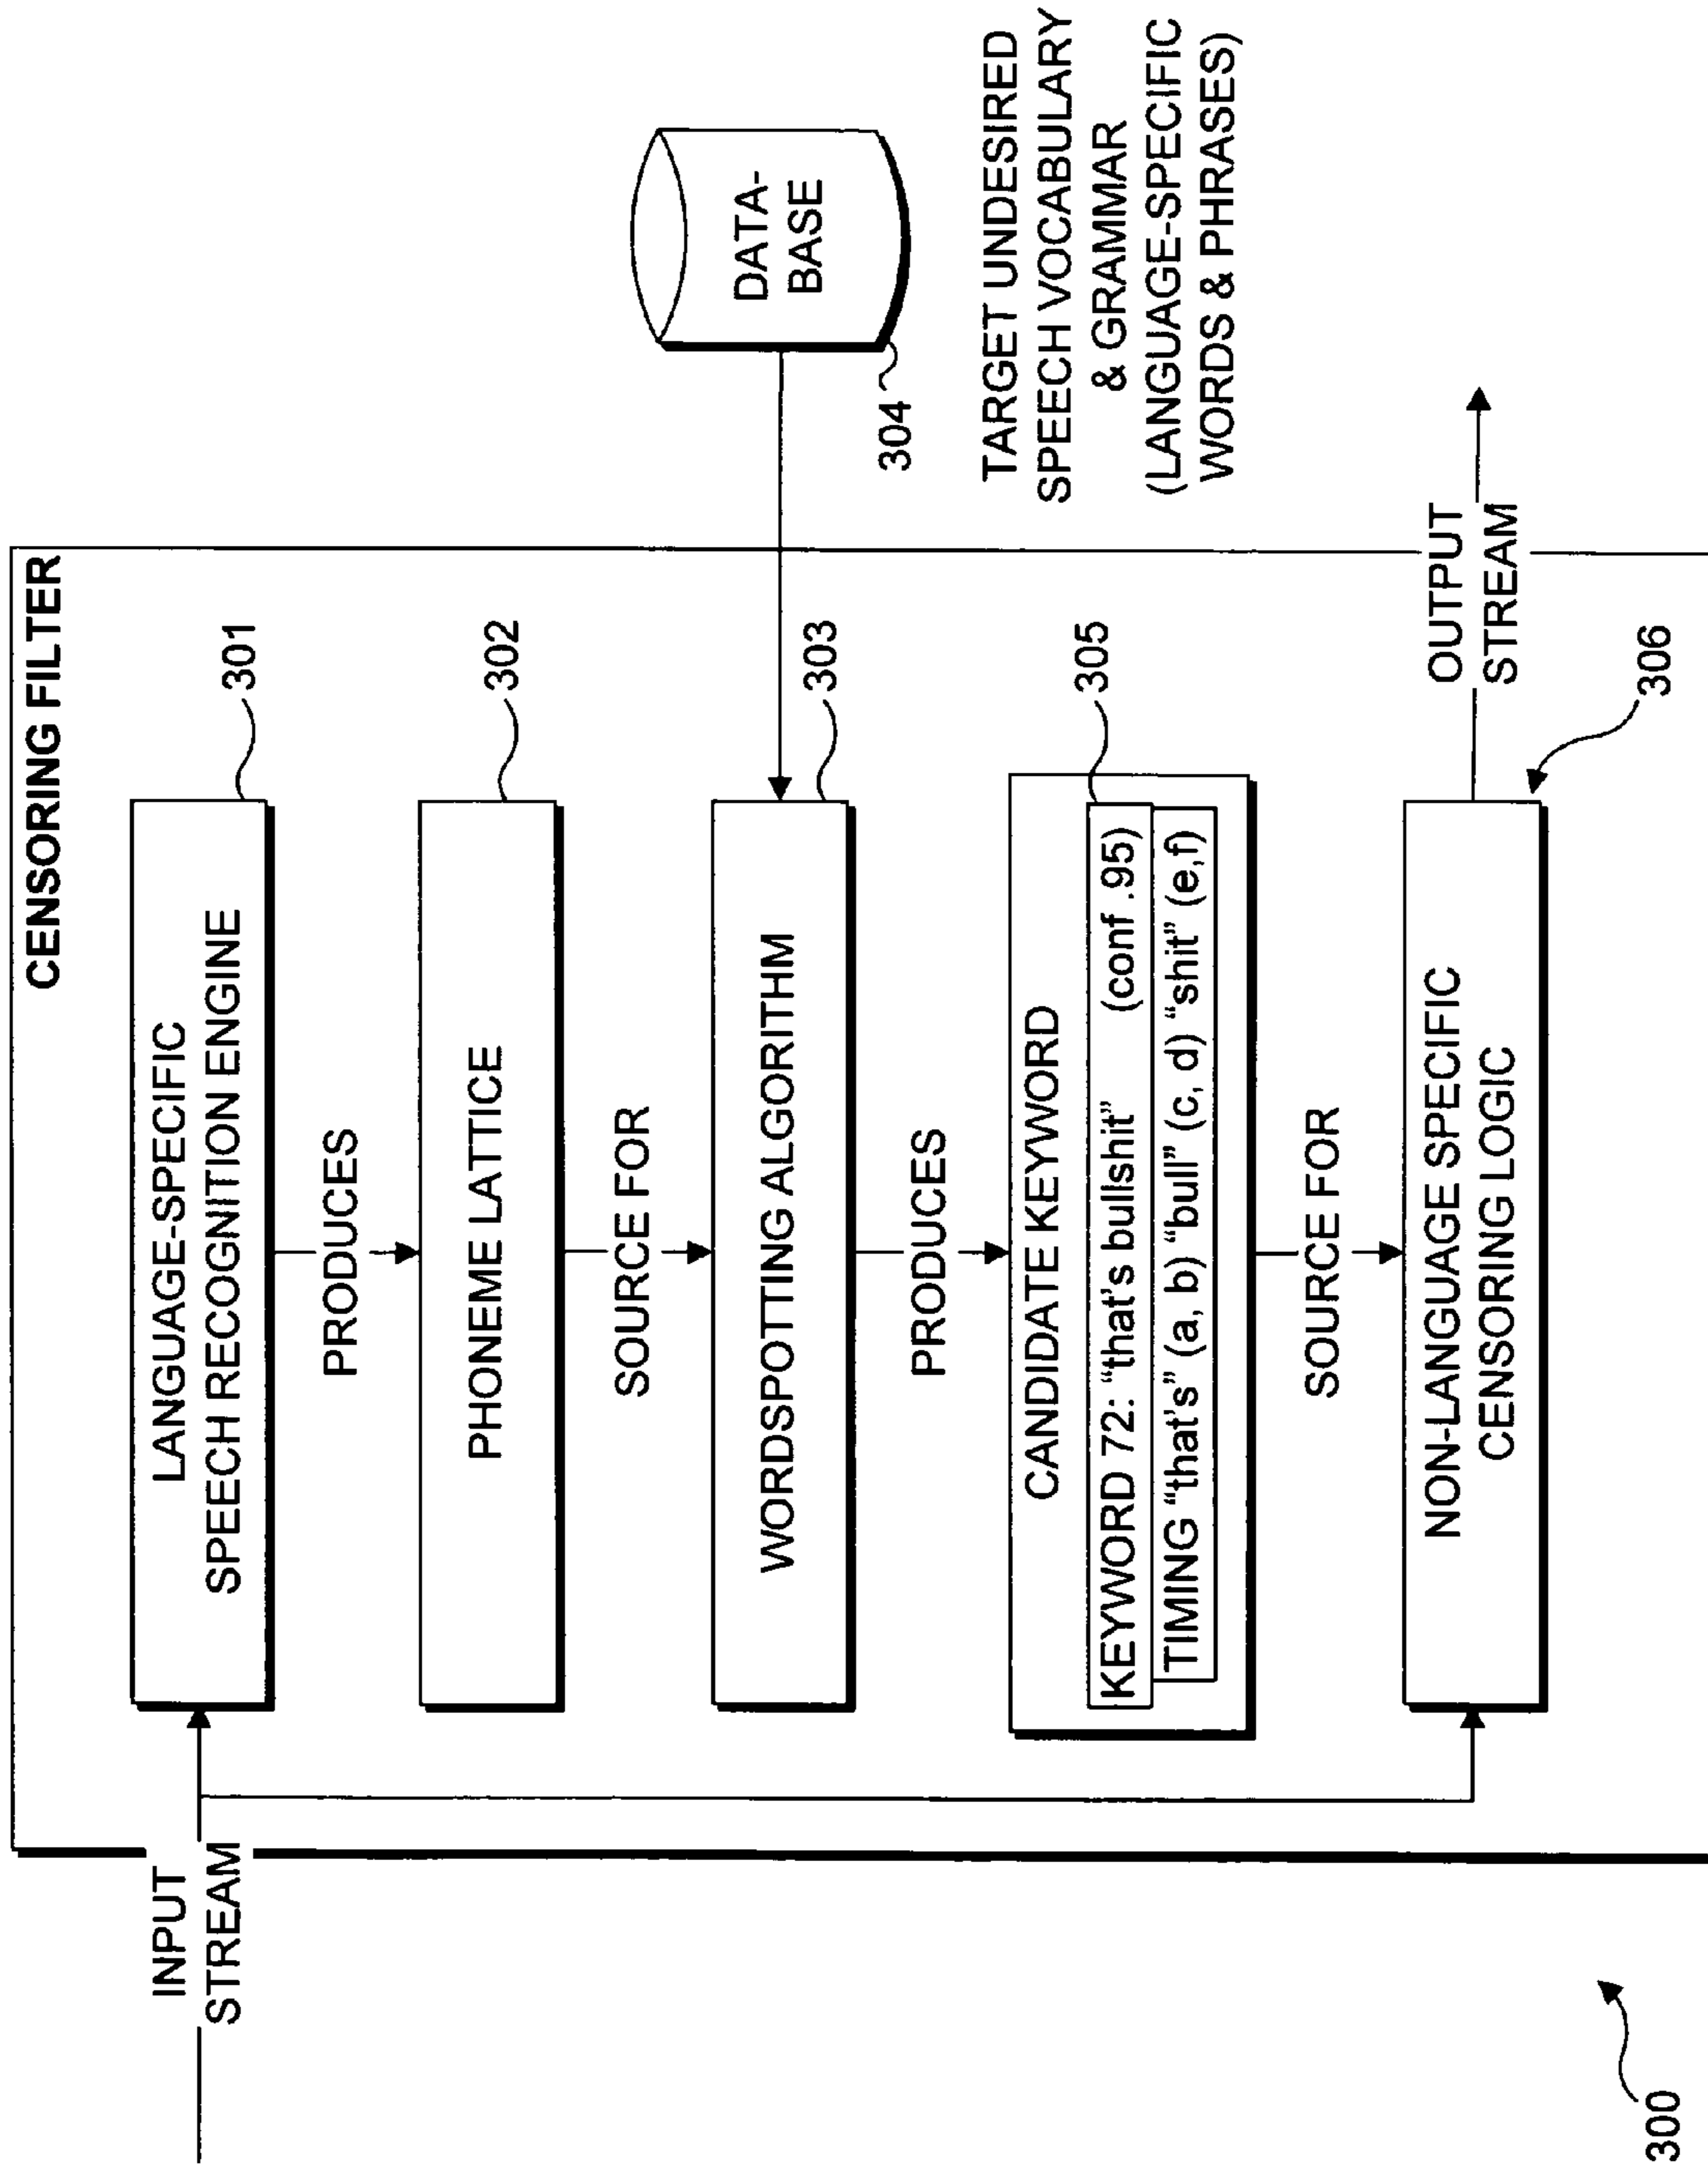 CENSORING FILTER
INPUT
STREAM
LANGUAGE-SPECIFIC
SPEECH RECOGNITION ENGINE
301
PRODUCES
PHONEME LATTICE
302
SOURCE FOR
WORDSPOTTING ALGORITHM
303
DATA-
BASE
304
TARGET UNDESIRED
SPEECH VOCABULARY
& GRAMMAR
(LANGUAGE-SPECIFIC
WORDS & PHRASES)
PRODUCES
CANDIDATE KEYWORD
KEYWORD 72: “that's bullshit” (conf .95)
TIMING “that's” (a, b) “bull” (c, d) “shit” (e,f)
305
SOURCE FOR
NON-LANGUAGE SPECIFIC
CENSORING LOGIC
306
OUTPUT
STREAM
300